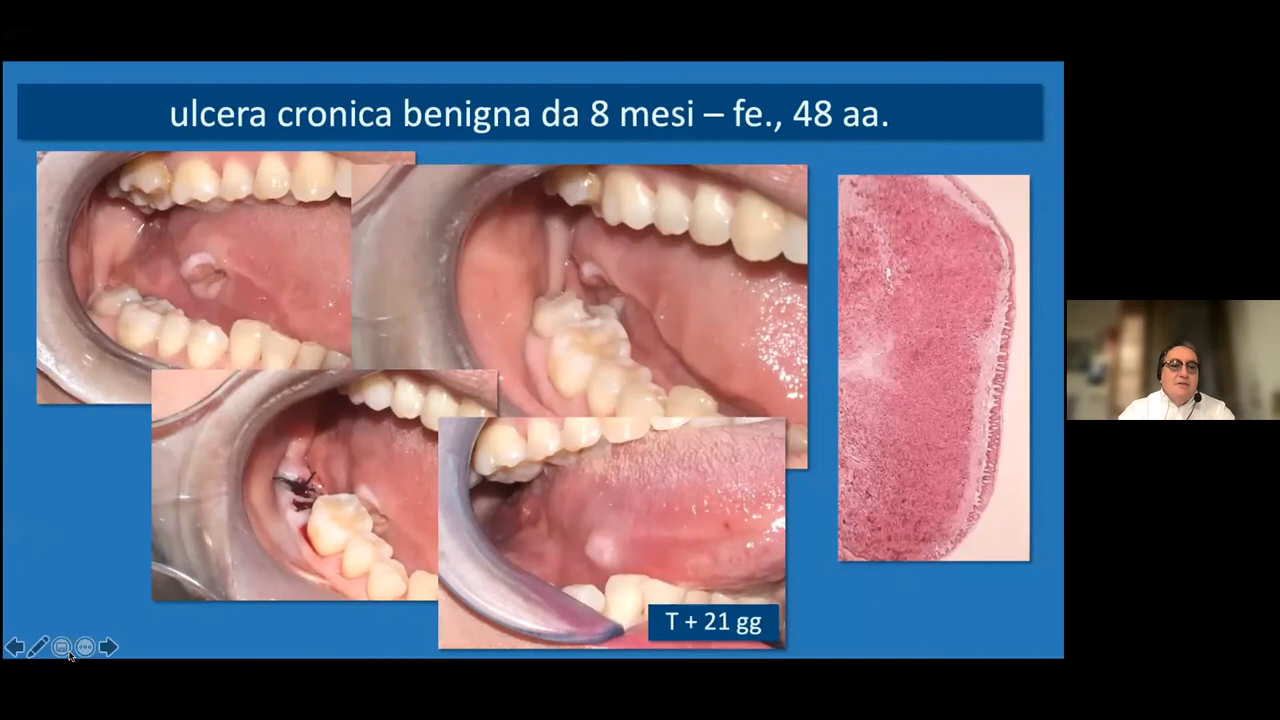 ulcera cronica benigna da 8 mesi – fe., 48 aa.
T + 21 gg